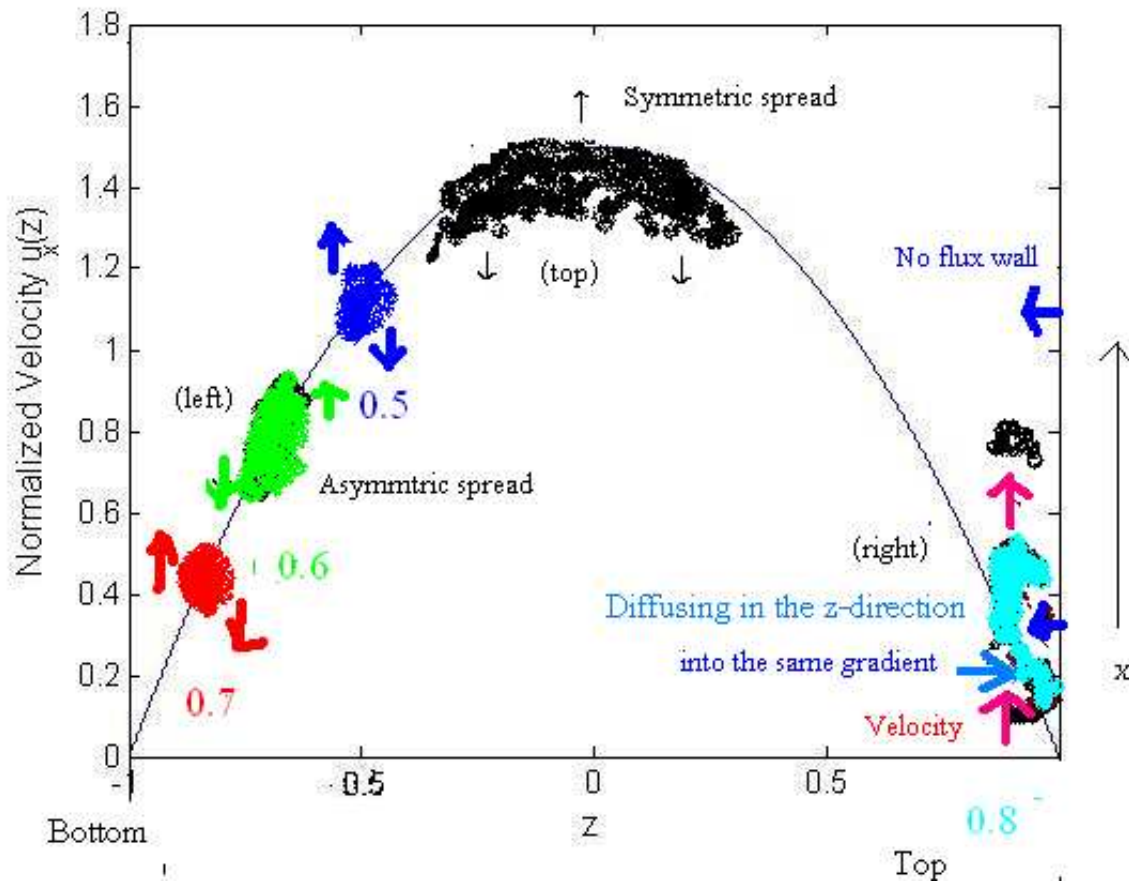 1.8
1.6
Symmetric spread
1.4
(top)
No flux wall
1.2
1
(left)
0.5
0.8
Asymmtric spread
0.6
(right)
0.6
0.4
Diffusing in the z-direction
into the same gradient
0.2
x
0.7
Velocity
0
-1
-0.5
0
0.5
Z
0.8
Bottom
Top
Normalized Velocity u(z)
x